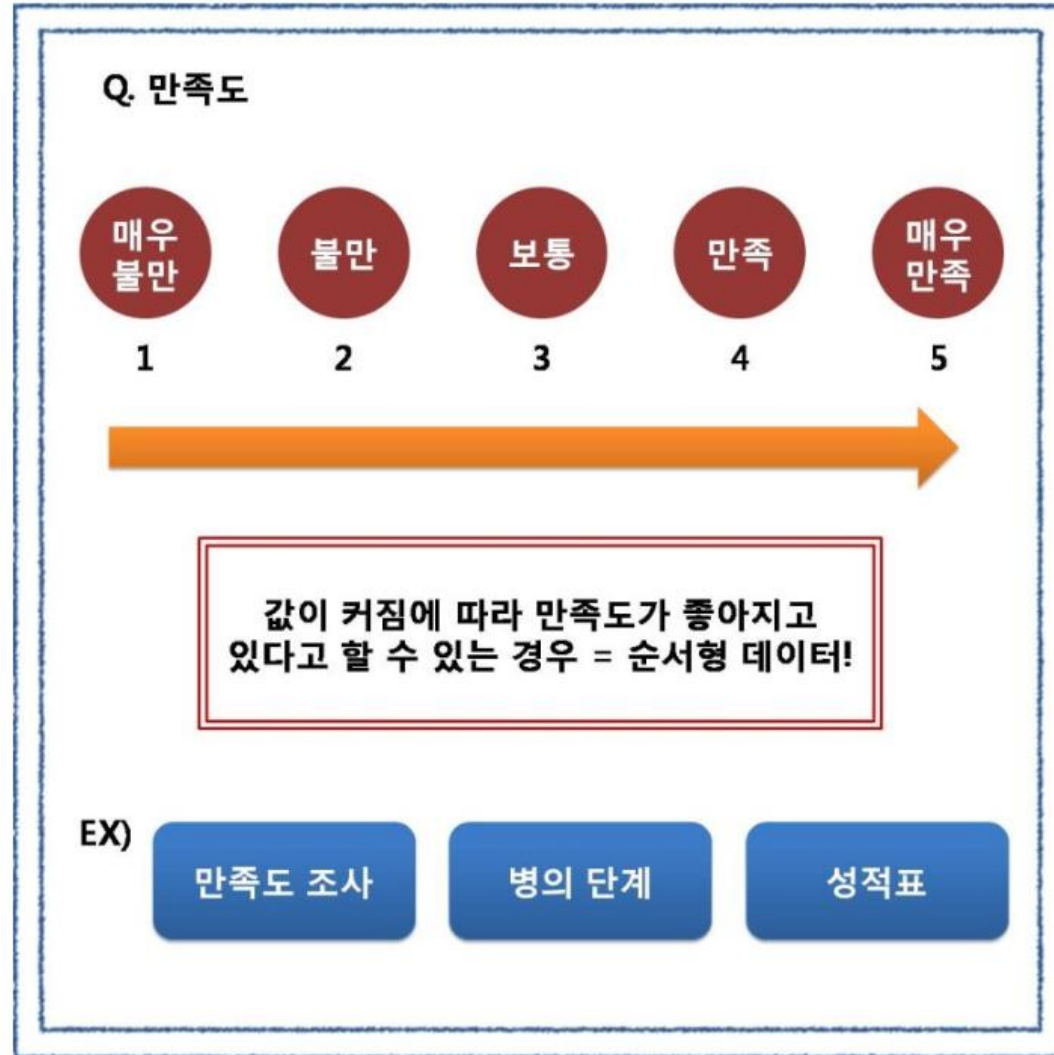 Q. 만족도
매우
불만
불만
보통
만족
매우
만족
1
2
3
4
5
값이 커짐에 따라 만족도가 좋아지고
있다고 할 수 있는 경우 = 순서형 데이터!
EX)
만족도 조사
병의 단계
성적표